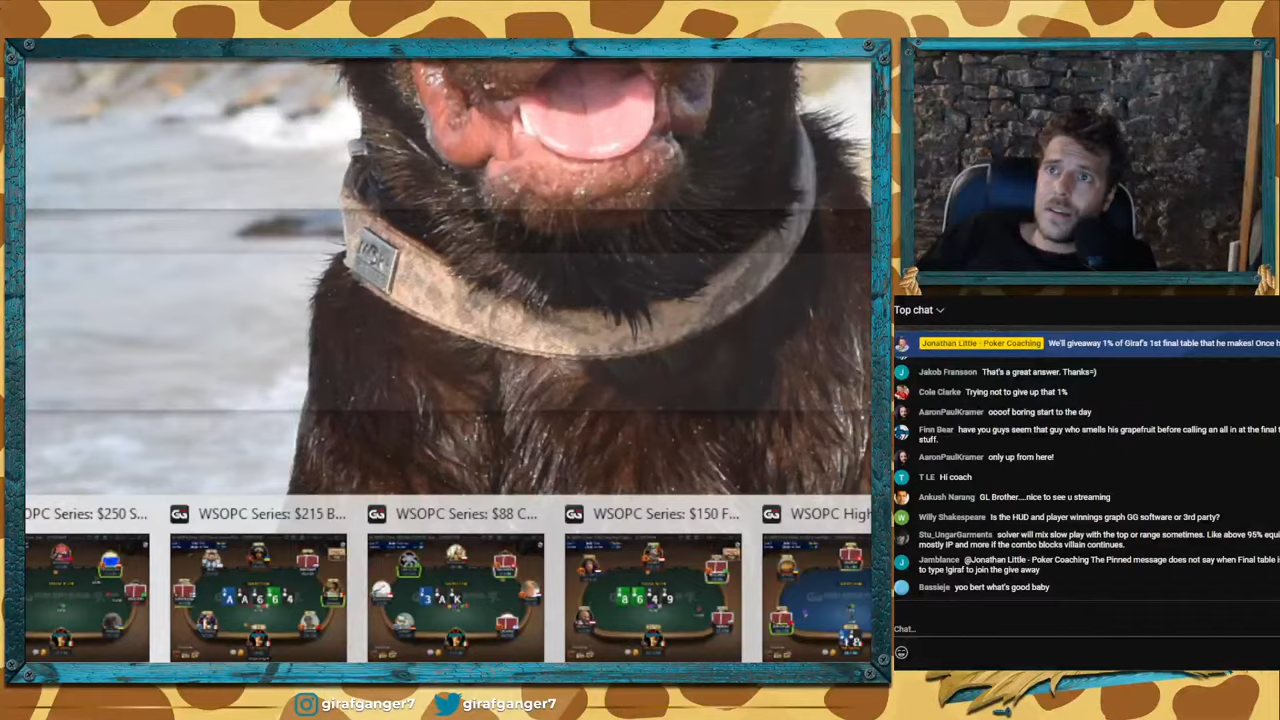 Top chat
Jonathan Little - Poker Coaching We'll giveaway 1% of Giraf's 1st final table that he makes! Once h
Jakob Fransson That's a great answer. Thanks=)
Cole Clarke Trying not to give up that 1%
AaronPaulKramer oooof boring start to the day
Finn Bear have you guys seem that guy who smells his grapefruit before calling an all in at the final t
stuff.
AaronPaulKramer only up from here!
T LE Hi coach
Ankush Narang GL Brother....nice to see u streaming
Willy Shakespeare Is the HUD and player winnings graph GG software or 3rd party?
Stu_UngarGarments solver will mix slow play with the top or range sometimes. Like above 95% equi
mostly IP and more if the combo blocks villain continues.
Jamblance @Jonathan Little - Poker Coaching The Pinned message does not say when Final table is
to type !giraf to join the give away
Bassieje yoo bert what's good baby
Chat...
OPC Series: $250 S...
WSOPC Series: $215 B...
WSOPC Series: $88 C...
WSOPC Series: $150 F...
WSOPC High
girafganger7
girafganger7